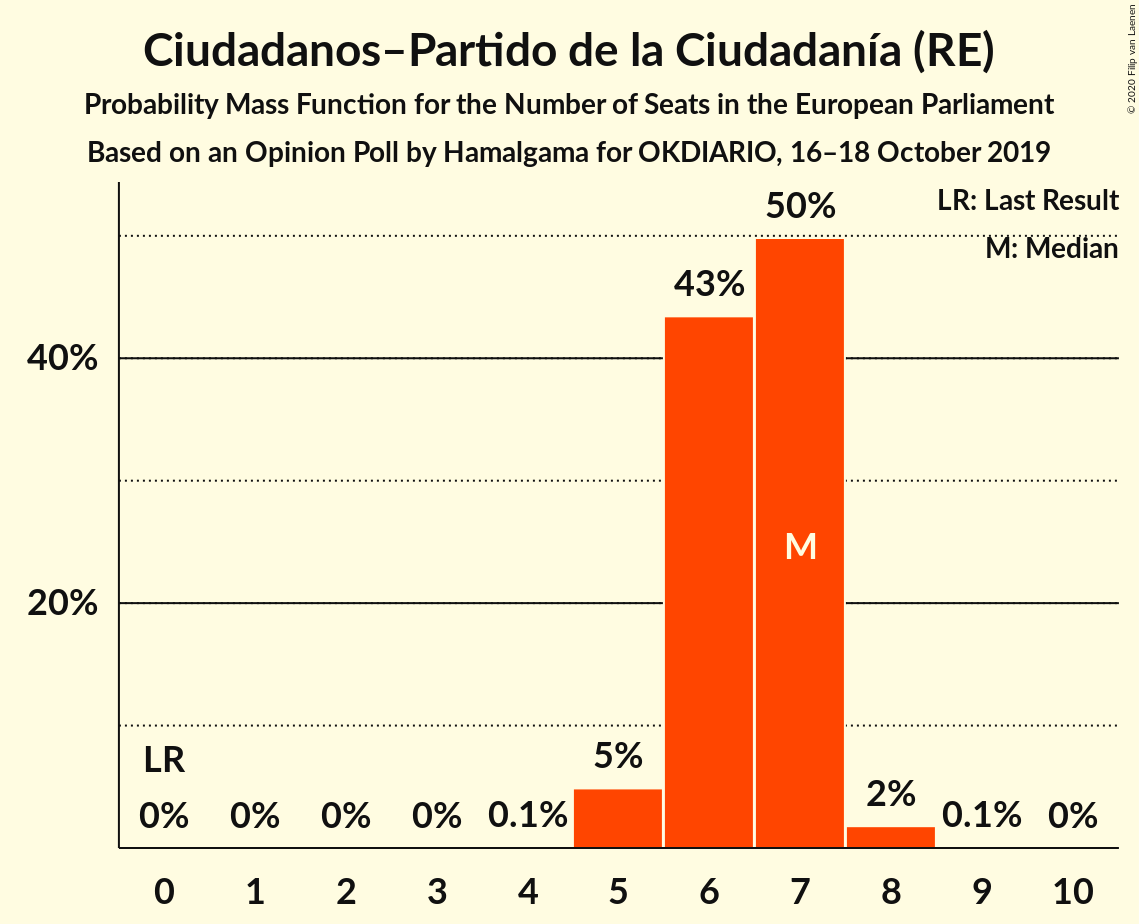 Ciudadanos–Partido de la Ciudadanía (RE)
Probability Mass Function for the Number of Seats in the European Parliament
Based on an Opinion Poll by Hamalgama for OKDIARIO, 16–18 October 2019
© 2020 Filip van Laenen
LR: Last Result
M: Median
50%
43%
40%
M
20%
LR
5%
2%
0% 0% 0% 0% 0.1% 0.1% 0%
0 1 2 3 4 5 6 7 8 9 10